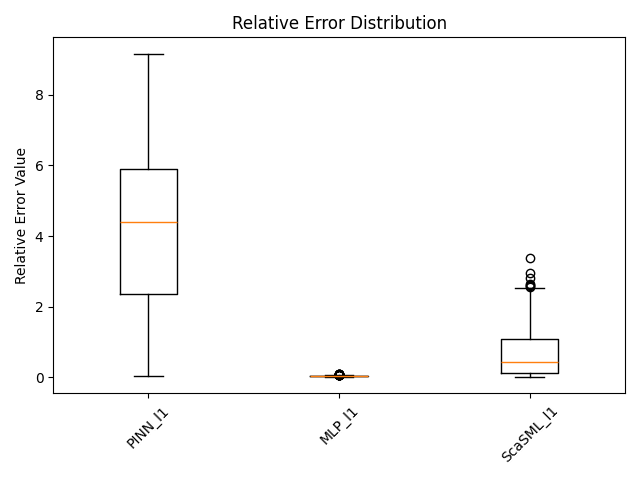 Relative Error Distribution
Relative Error Value
8
6
4
2
0
PINN_l1
MLP_l1
ScaSML_l1